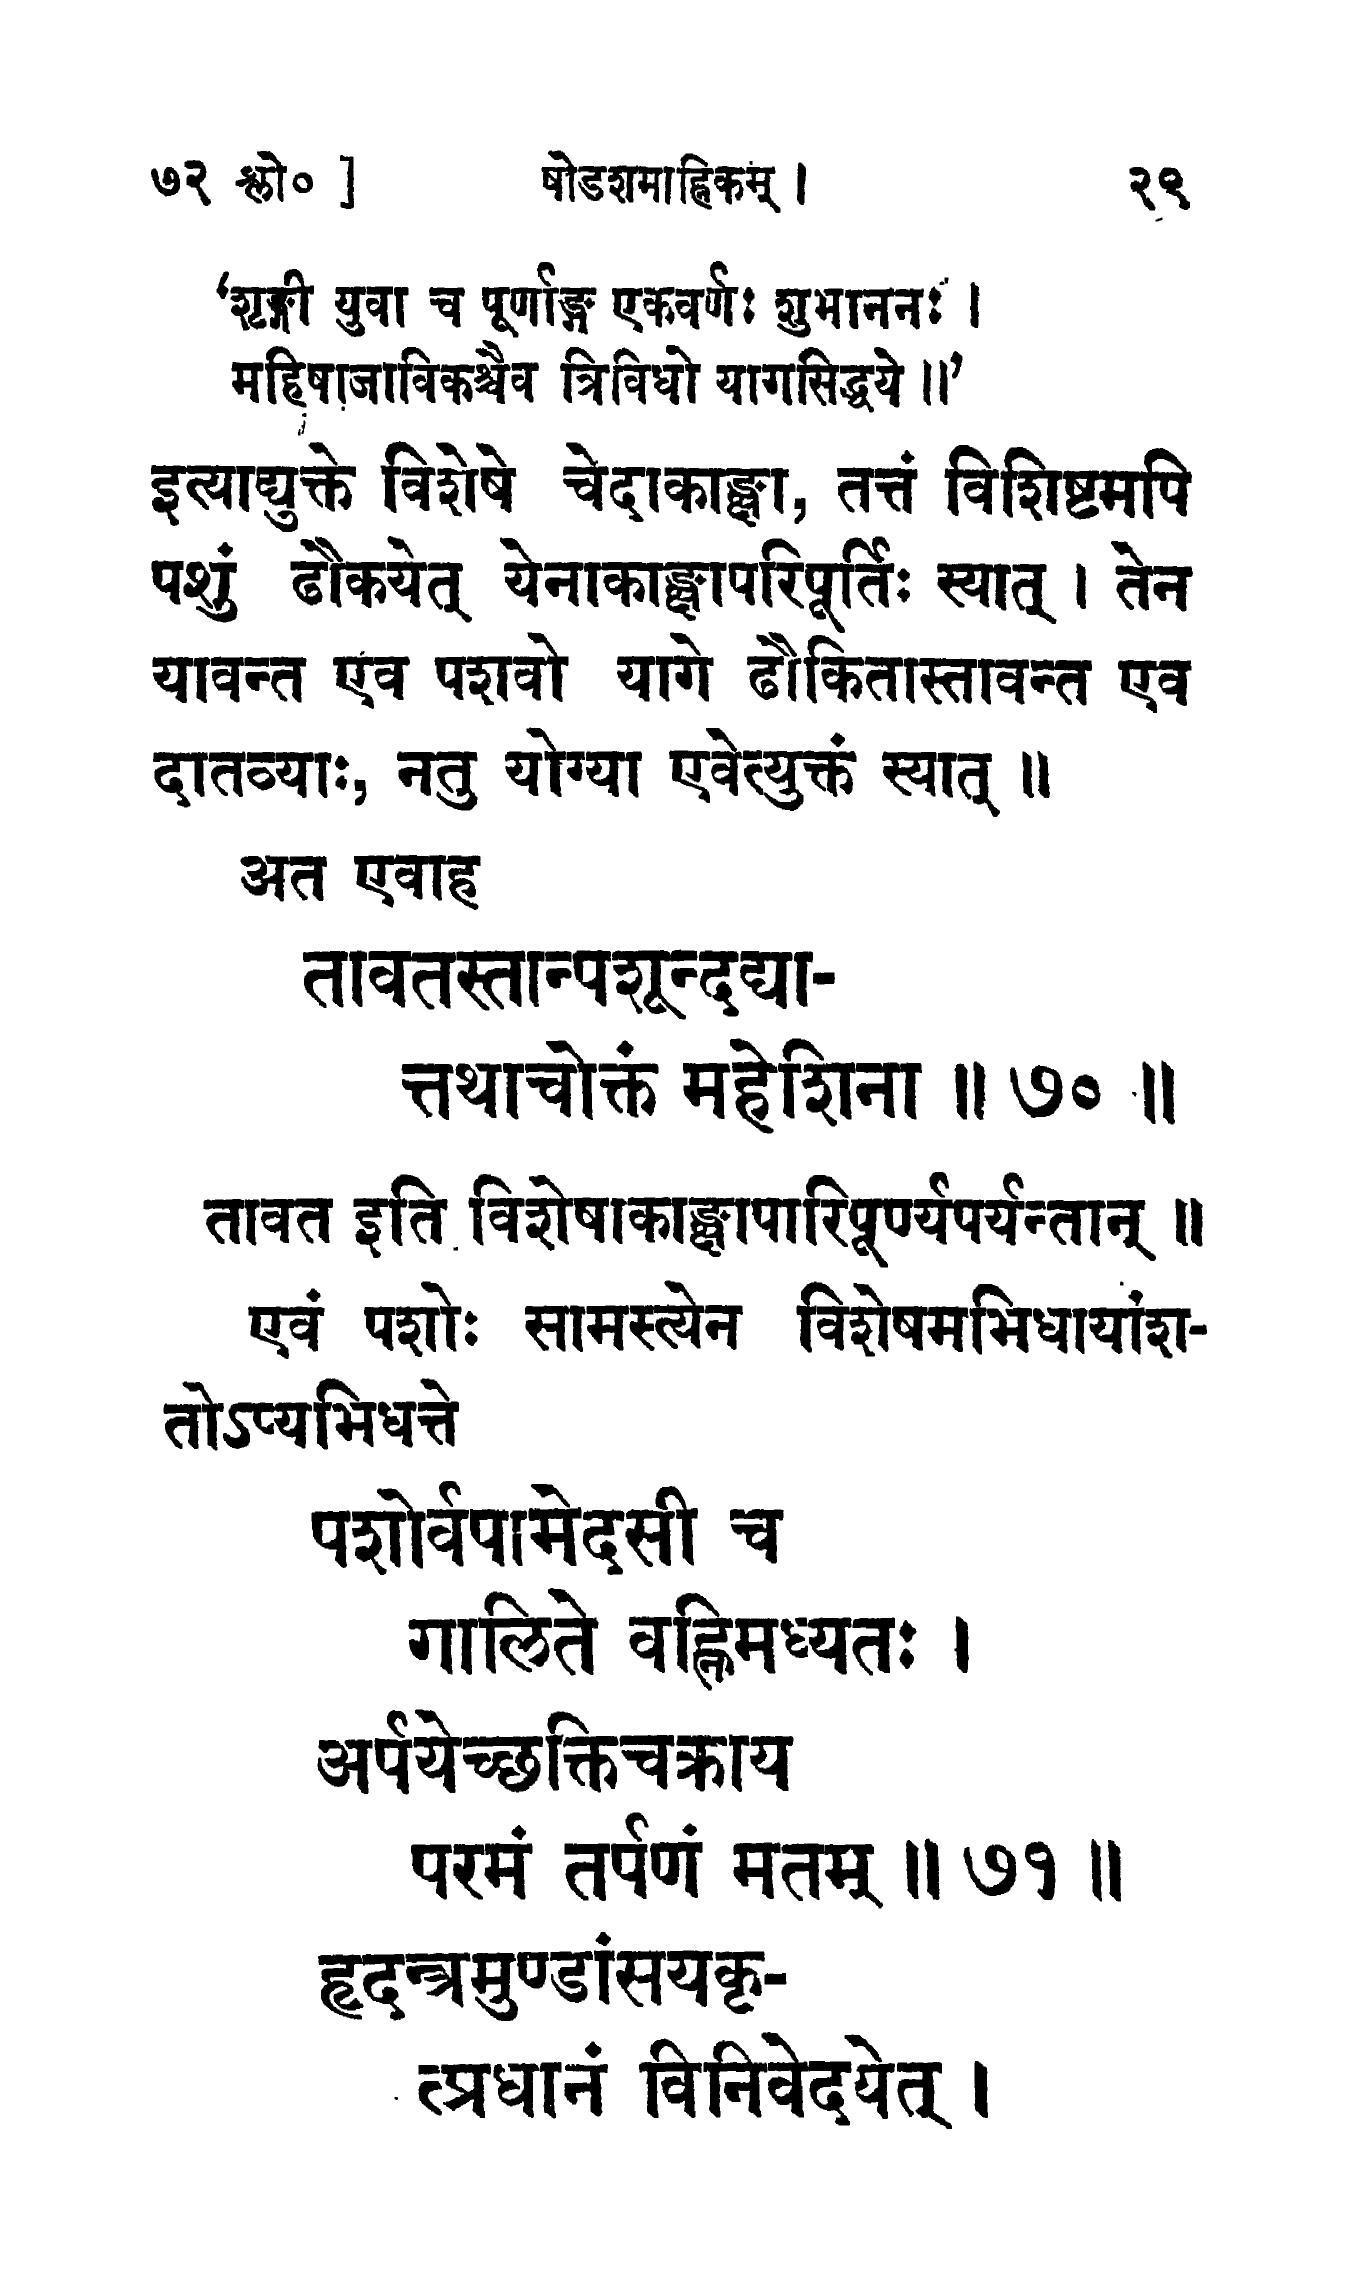 ७२ श्लो० ] षोडशमाह्निकम् । २९
‘शृङ्गी युवा च पूर्णाङ्ग एकवर्णः शुभाननः ।
महिषाजाविकश्चैव त्रिविधो यागसिद्धये ॥’
इत्याद्युक्ते विशेषे चेदाकाङ्क्षा, तत्तं विशिष्टमपि
पशुं ढौकयेत् येनाकाङ्क्षापरिपूर्तिः स्यात् । तेन
यावन्त एव पशवो यागे ढौकितास्तावन्त एव
दातव्याः, नतु योग्या एवेत्युक्तं स्यात् ॥
अत एवाह
तावतस्तान्पशून्दद्या-
त्तथाचोक्तं महेशिना ॥ ७० ॥
तावत इति विशेषाकाङ्क्षापारिपूर्ण्यपर्यन्तान् ॥
एवं पशोः सामस्त्येन विशेषमभिधायांश-
तोऽप्यभिधत्ते
पशोर्वपामेदसी च
गालिते वह्निमध्यतः ।
अर्पयेच्छक्तिचक्राय
परमं तर्पणं मतम् ॥ ७१ ॥
हृदन्त्रमुण्डांसयकृ-
त्प्रधानं विनिवेदयेत् ।